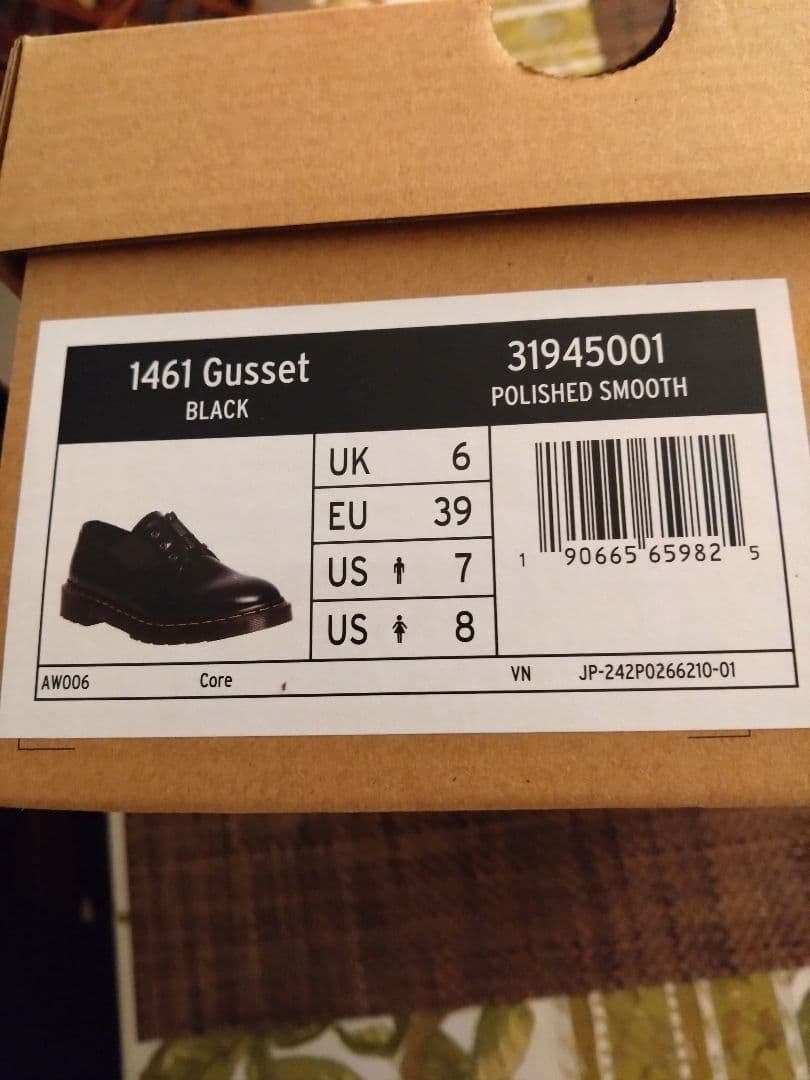 1461 Gusset
BLACK
31945001
POLISHED SMOOTH
UK 6
EU 39
US 7
US 8
1 90665 65982 5
AW006 Core VN JP-242P0266210-01